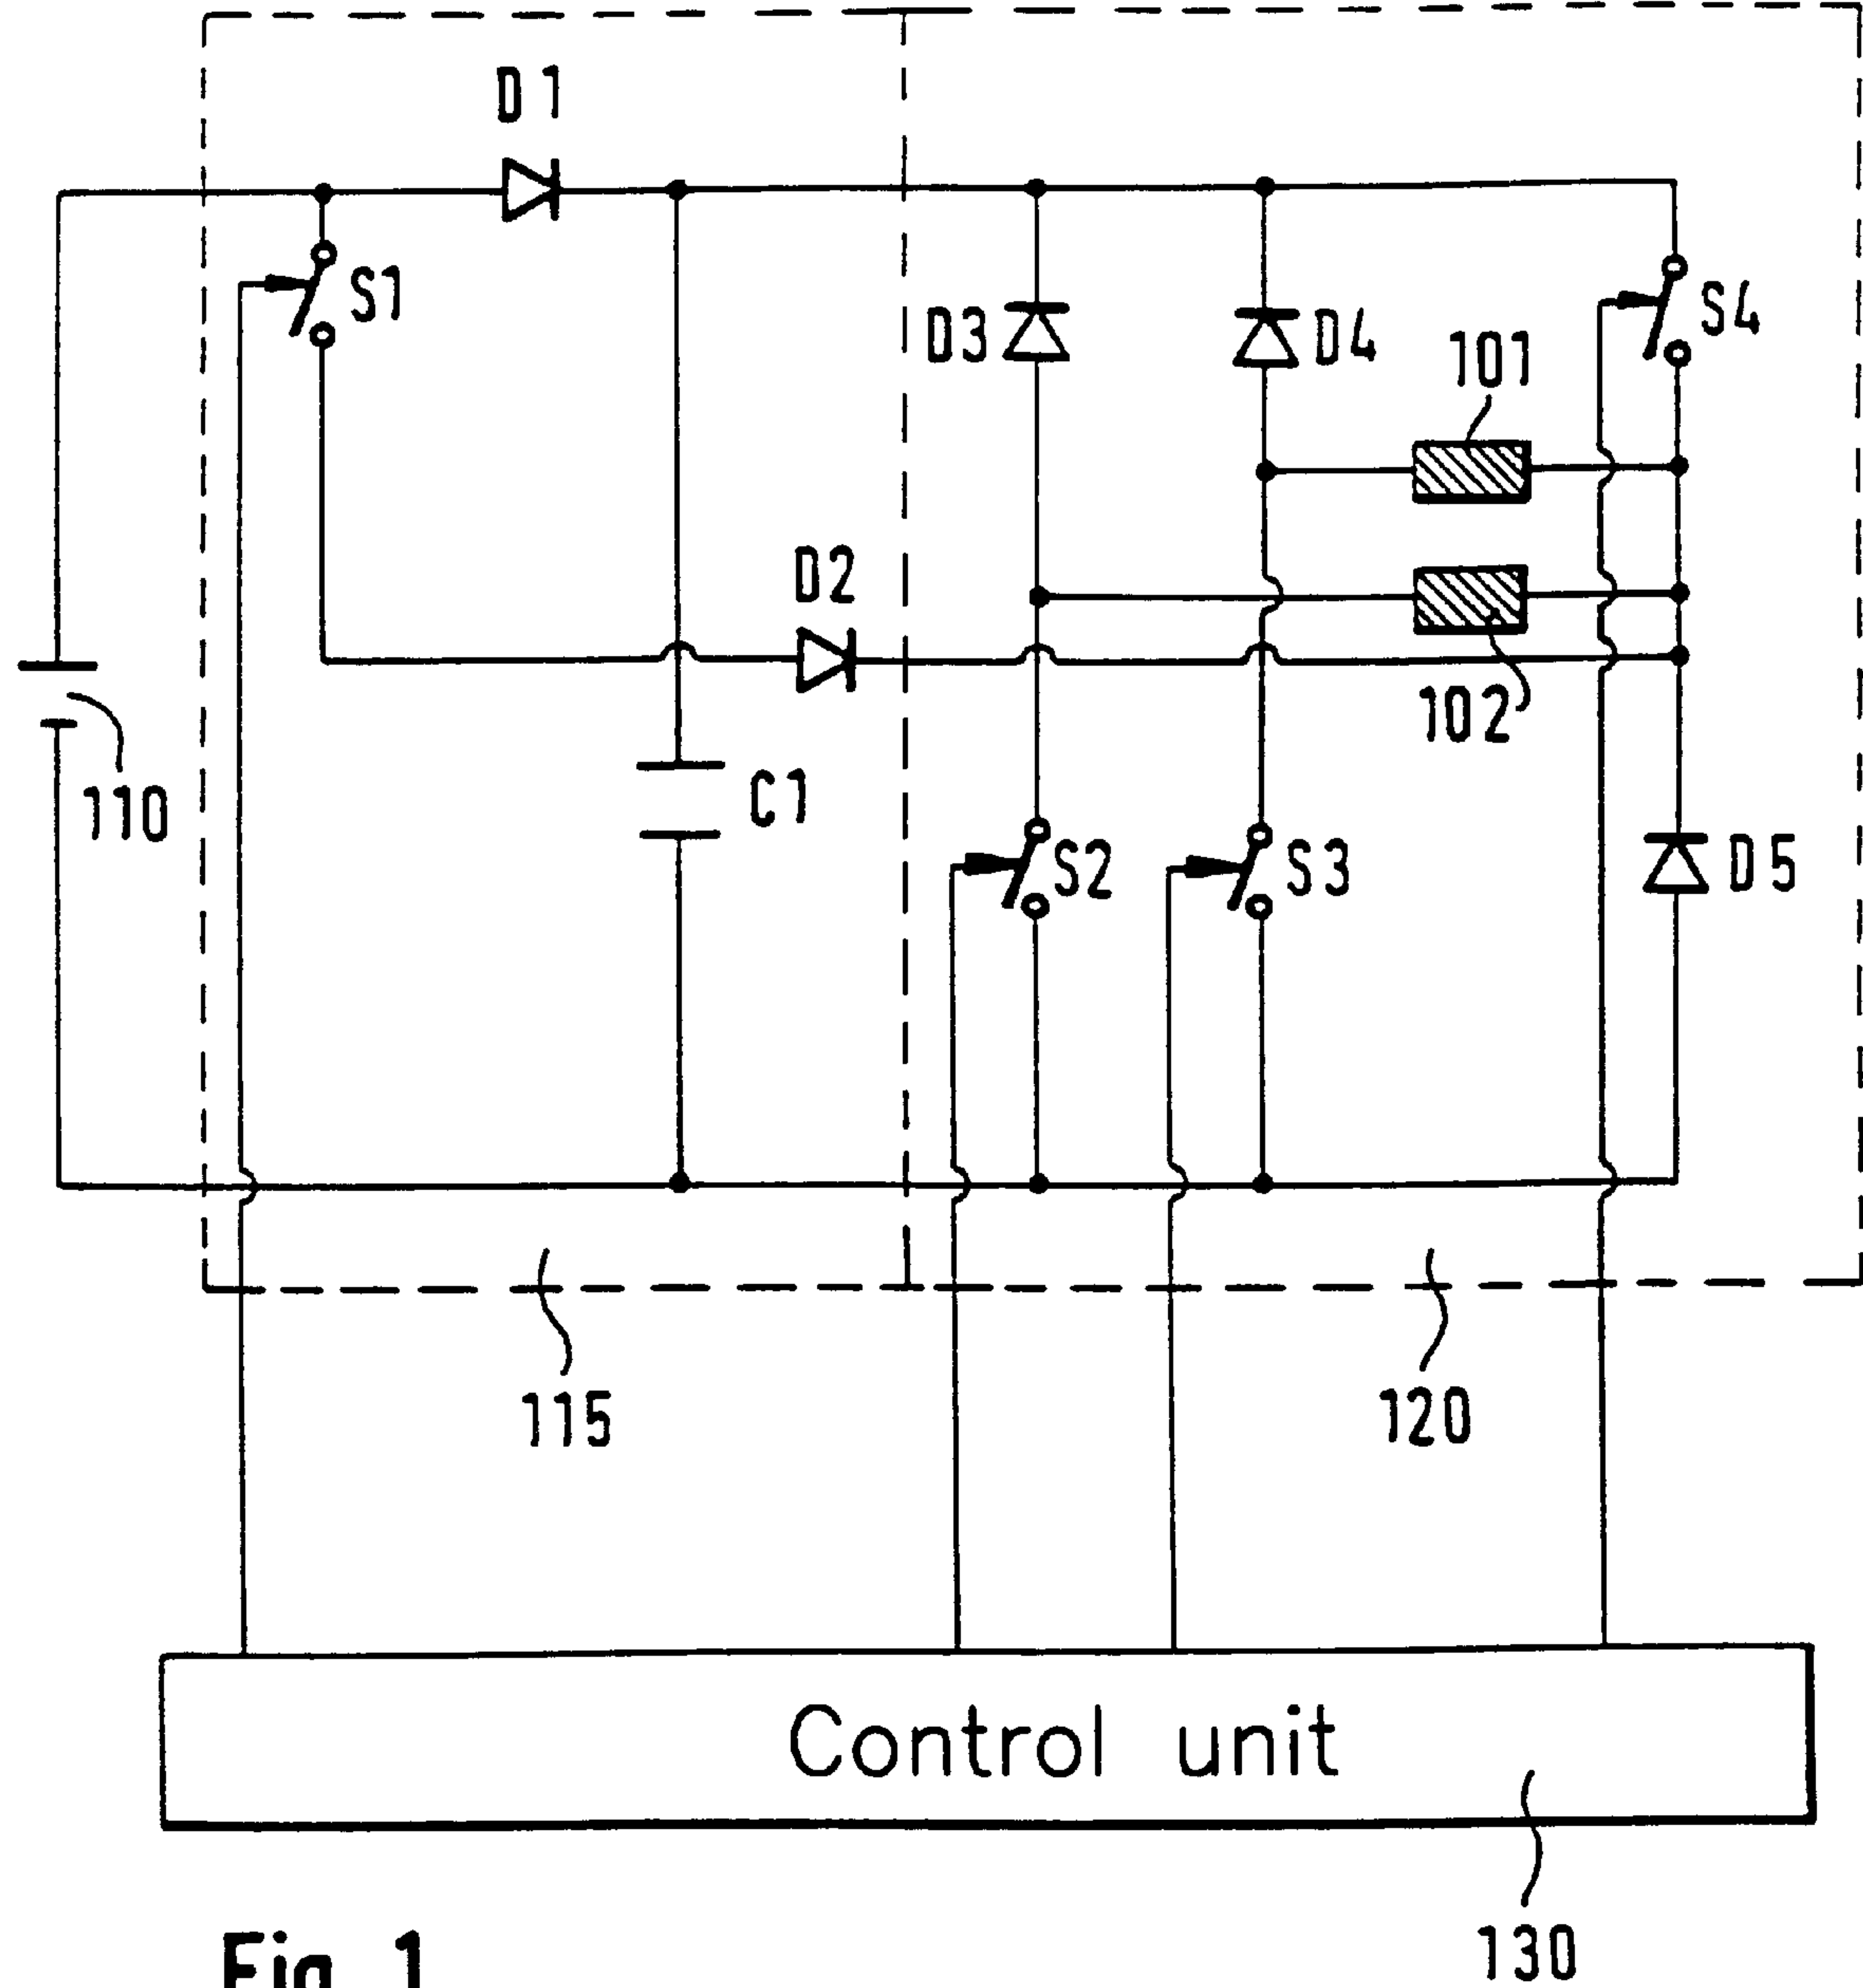 D1
S1
S4
D3
D4
101
D2
102
110
C1
S2
S3
D5
115
120
Control unit
130
Fig. 1